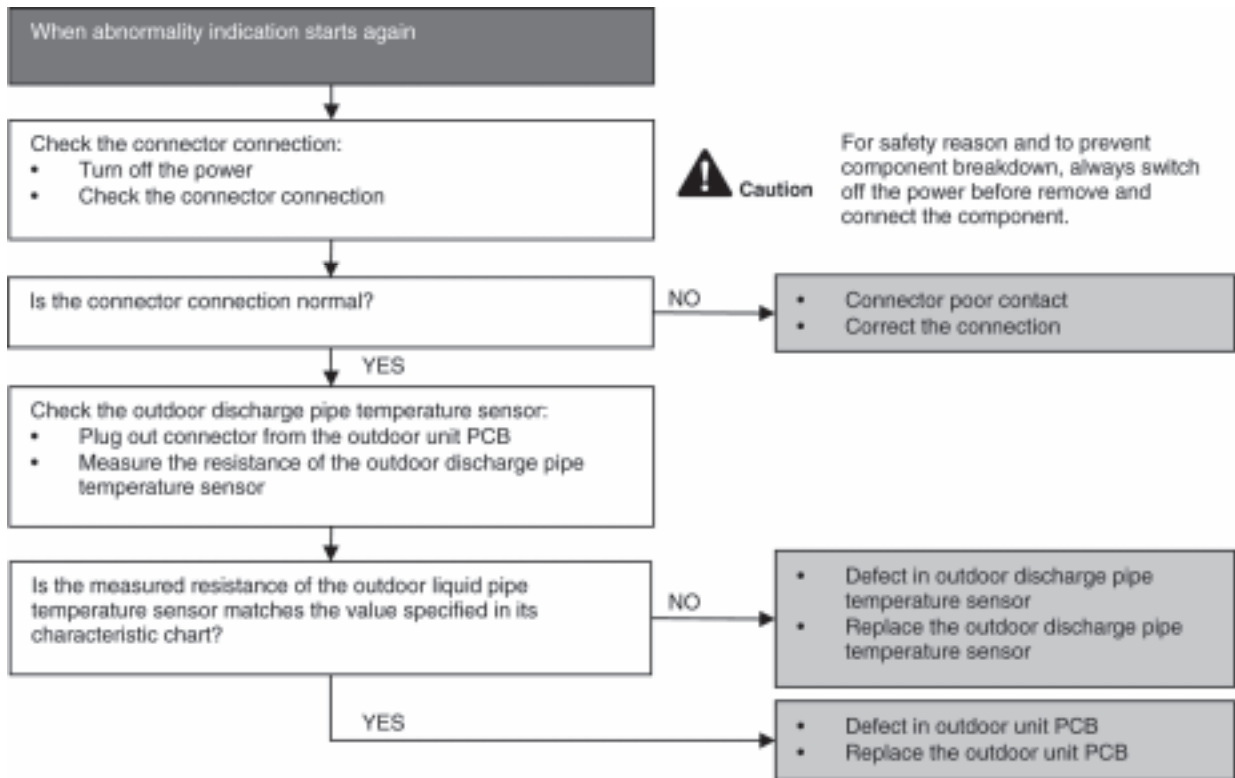 When abnormality indication starts again
Check the connector connection:
• Turn off the power
• Check the connector connection
Caution
For safety reason and to prevent
component breakdown, always switch
off the power before remove and
connect the component.
Is the connector connection normal?
NO
• Connector poor contact
• Correct the connection
YES
Check the outdoor discharge pipe temperature sensor:
• Plug out connector from the outdoor unit PCB
• Measure the resistance of the outdoor discharge pipe
temperature sensor
Is the measured resistance of the outdoor liquid pipe
temperature sensor matches the value specified in its
characteristic chart?
NO
• Defect in outdoor discharge pipe
temperature sensor
• Replace the outdoor discharge pipe
temperature sensor
YES
• Defect in outdoor unit PCB
• Replace the outdoor unit PCB